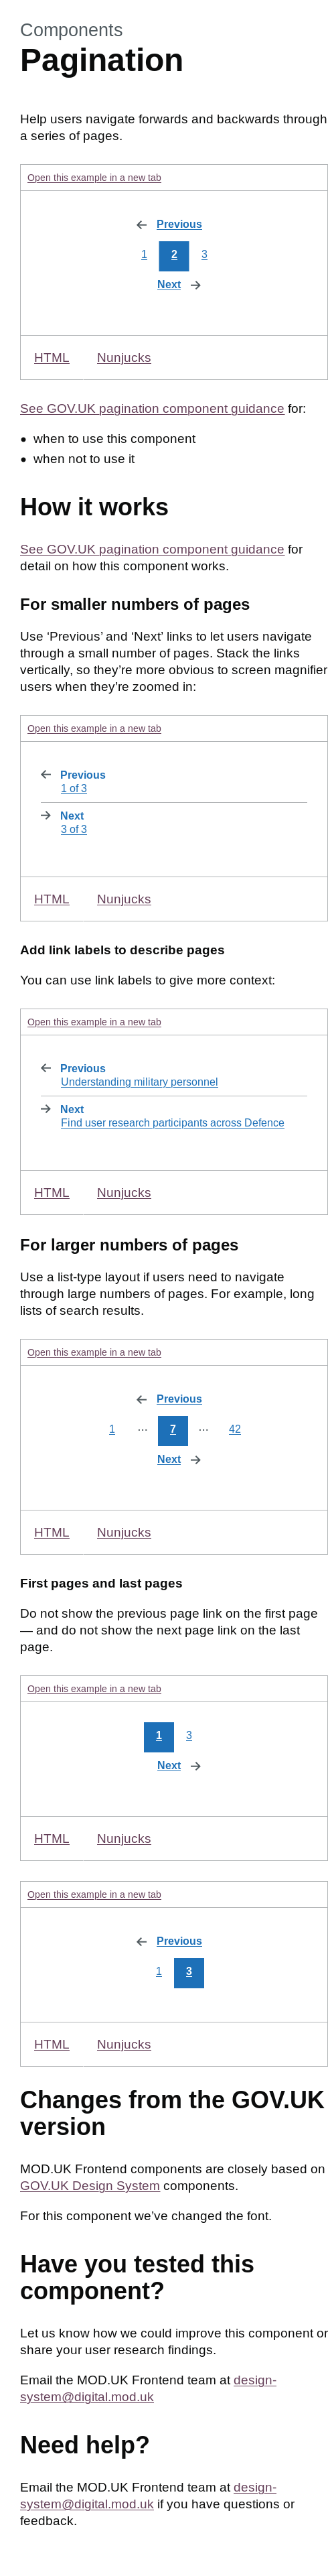 Components
Pagination
Help users navigate forwards and backwards through
a series of pages.
Open this example in a new tab
Previous
1 2 3
Next
HTML Nunjucks
See GOV.UK pagination component guidance for:
• when to use this component
• when not to use it
How it works
See GOV.UK pagination component guidance for
detail on how this component works.
For smaller numbers of pages
Use ‘Previous’ and ‘Next’ links to let users navigate
through a small number of pages. Stack the links
vertically, so they’re more obvious to screen magnifier
users when they’re zoomed in:
Open this example in a new tab
Previous
1 of 3
Next
3 of 3
HTML Nunjucks
Add link labels to describe pages
You can use link labels to give more context:
Open this example in a new tab
Previous
Understanding military personnel
Next
Find user research participants across Defence
HTML Nunjucks
For larger numbers of pages
Use a list-type layout if users need to navigate
through large numbers of pages. For example, long
lists of search results.
Open this example in a new tab
Previous
1 ⋯ 7 ⋯ 42
Next
HTML Nunjucks
First pages and last pages
Do not show the previous page link on the first page
— and do not show the next page link on the last
page.
Open this example in a new tab
1 3
Next
HTML Nunjucks
Open this example in a new tab
Previous
1 3
HTML Nunjucks
Changes from the GOV.UK
version
MOD.UK Frontend components are closely based on
GOV.UK Design System components.
For this component we’ve changed the font.
Have you tested this
component?
Let us know how we could improve this component or
share your user research findings.
Email the MOD.UK Frontend team at design-
system@digital.mod.uk
Need help?
Email the MOD.UK Frontend team at design-
system@digital.mod.uk if you have questions or
feedback.